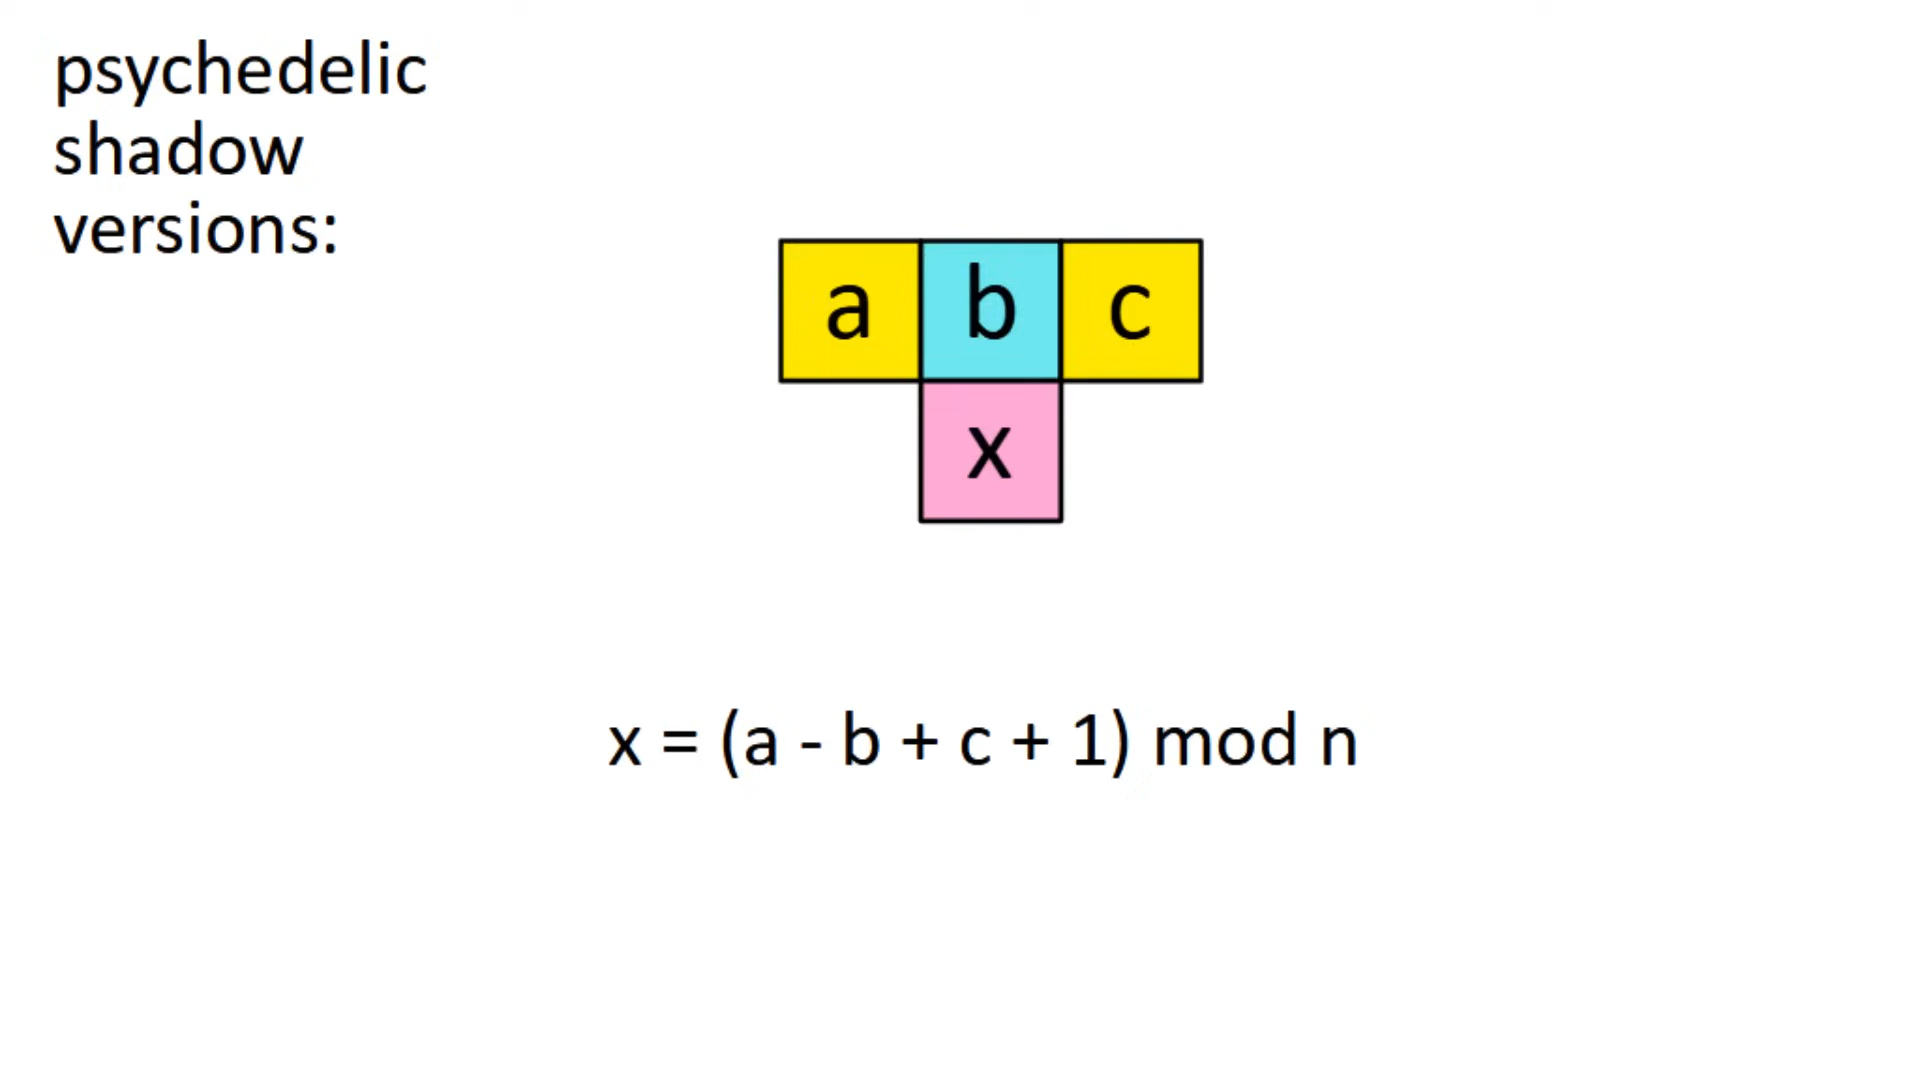 psychedelic
shadow
versions:
a b c
x
x = (a - b + c + 1) mod n